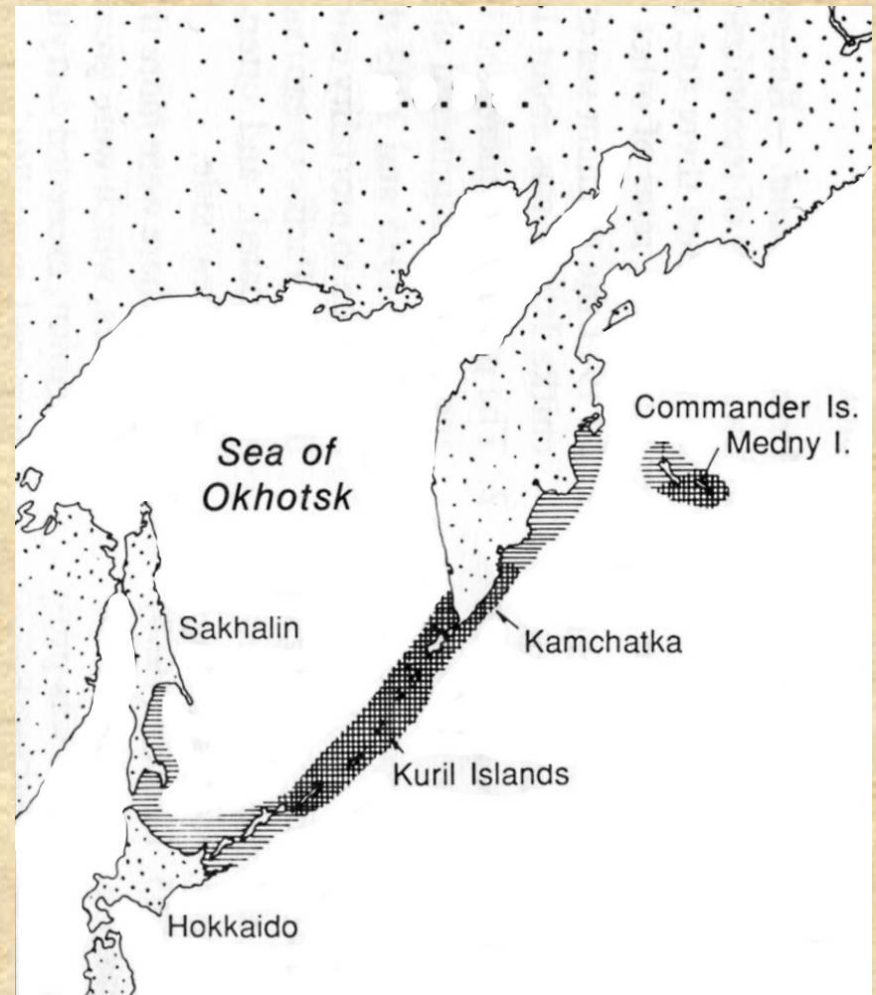 Commander Is.
Medny I.
Sea of
Okhotsk
Sakhalin
Kamchatka
Kuril Islands
Hokkaido